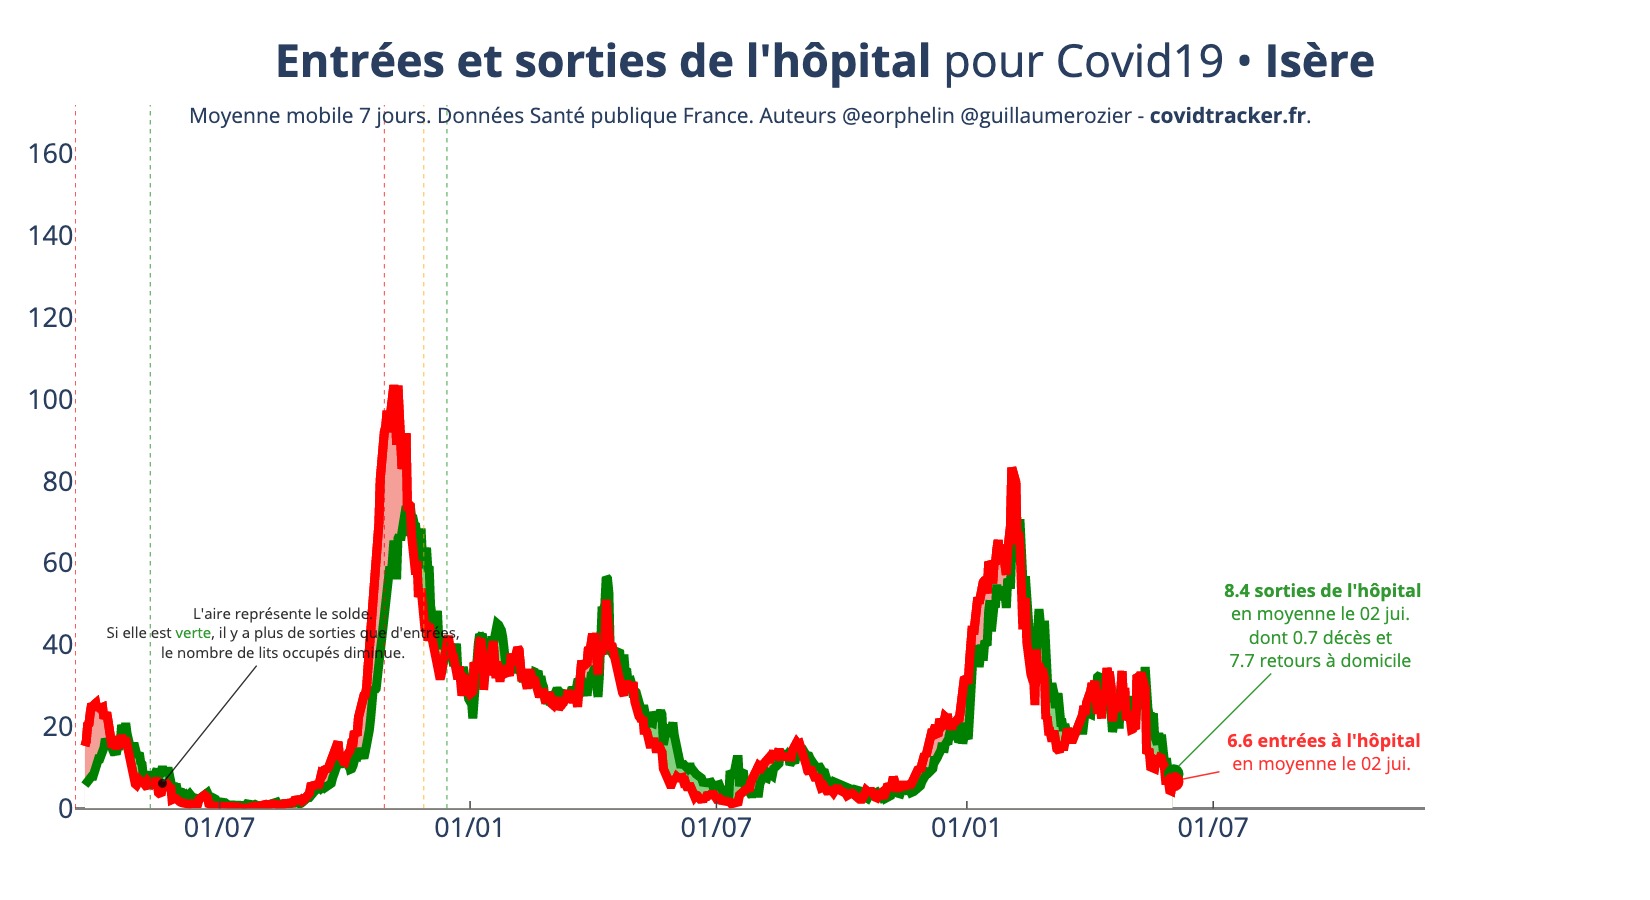 Entrées et sorties de l'hôpital pour Covid19 • Isère
Moyenne mobile 7 jours. Données Santé publique France. Auteurs @eorphelin @guillaumerozier - covidtracker.fr.
160
140
120
100
80
60
40
20
0
L'aire représente le solde.
Si elle est verte, il y a plus de sorties que d'entrées,
le nombre de lits occupés diminue.
8.4 sorties de l'hôpital
en moyenne le 02 jui.
dont 0.7 décès et
7.7 retours à domicile
6.6 entrées à l'hôpital
en moyenne le 02 jui.
01/07
01/01
01/07
01/01
01/07